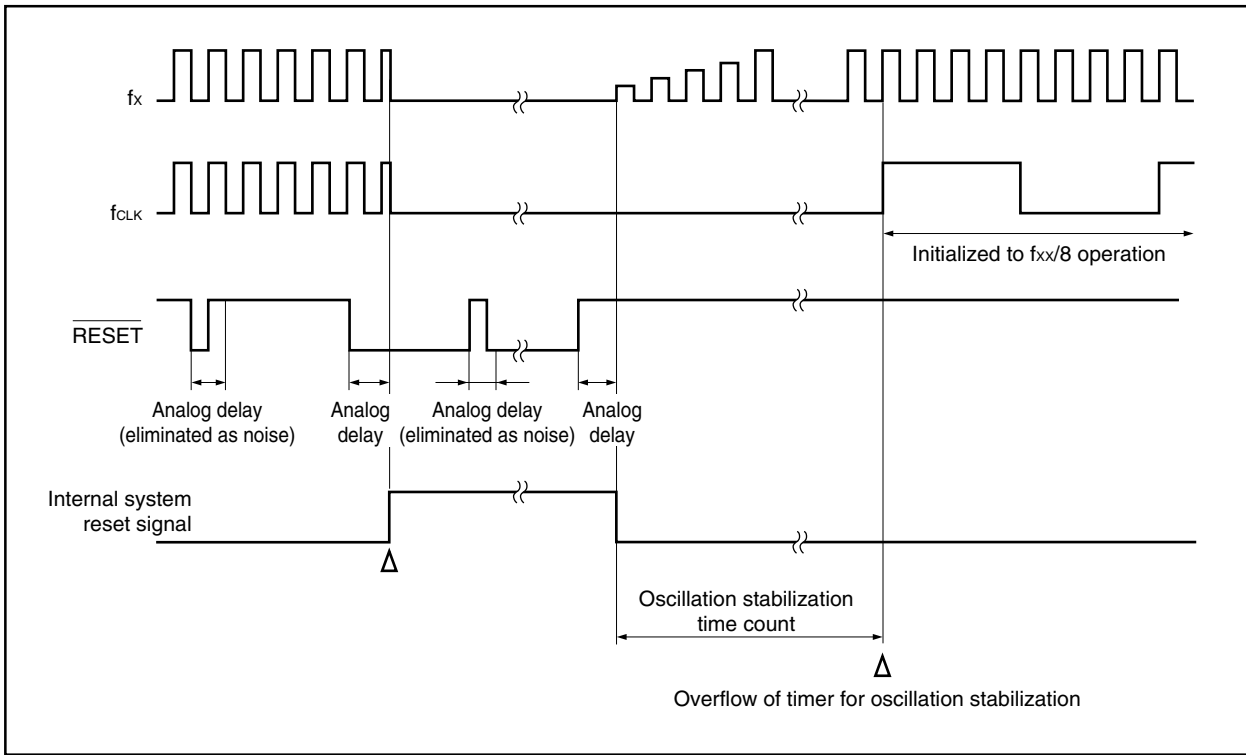 fX
fCLK
Initialized to fXX/8 operation
RESET
Analog delay
(eliminated as noise)
Analog
delay
Analog delay
(eliminated as noise)
Analog
delay
Internal system
reset signal
Oscillation stabilization
time count
Overflow of timer for oscillation stabilization